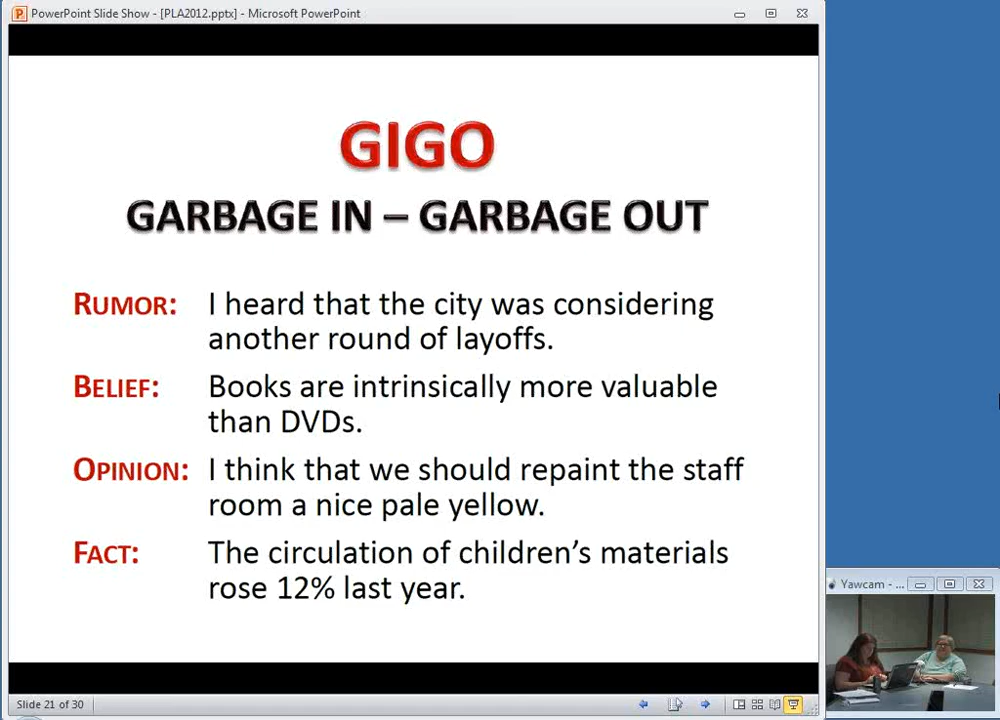 PowerPoint Slide Show - [PLA2012.pptx] - Microsoft PowerPoint
GIGO
GARBAGE IN – GARBAGE OUT
RUMOR: I heard that the city was considering
another round of layoffs.
BELIEF: Books are intrinsically more valuable
than DVDs.
OPINION: I think that we should repaint the staff
room a nice pale yellow.
FACT: The circulation of children's materials
rose 12% last year.
Yawcam - ...
Slide 21 of 30